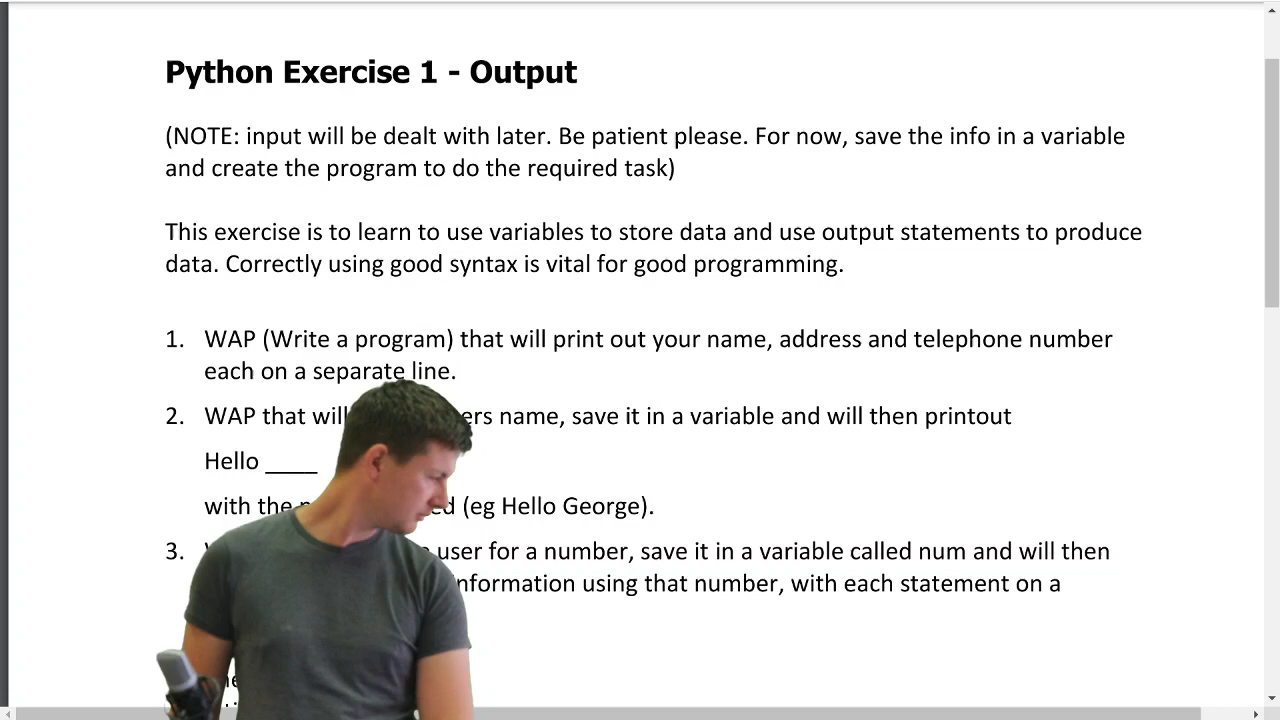 Python Exercise 1 - Output
(NOTE: input will be dealt with later. Be patient please. For now, save the info in a variable
and create the program to do the required task)
This exercise is to learn to use variables to store data and use output statements to produce
data. Correctly using good syntax is vital for good programming.
1. WAP (Write a program) that will print out your name, address and telephone number
each on a separate line.
2. WAP that will name, save it in a variable and will then printout
Hello ____
with the (eg Hello George).
3. user for a number, save it in a variable called num and will then
information using that number, with each statement on a